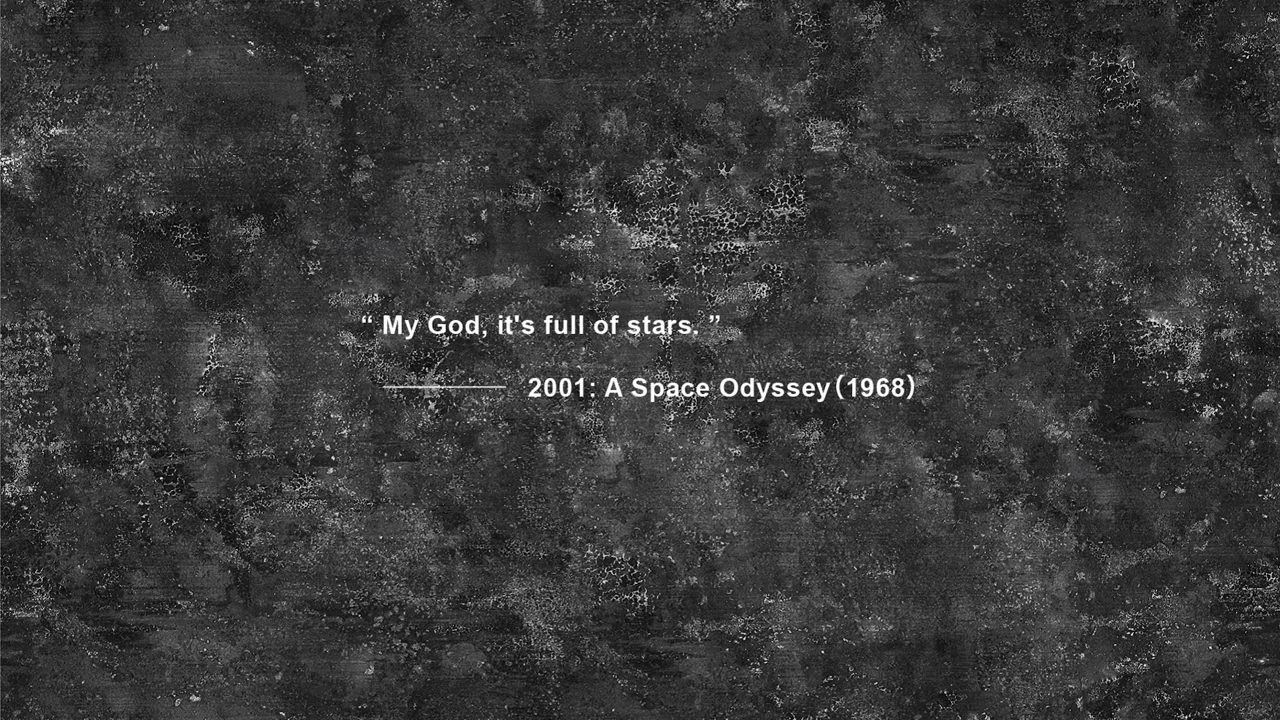 “ My God, it's full of stars. ”
2001: A Space Odyssey（1968）